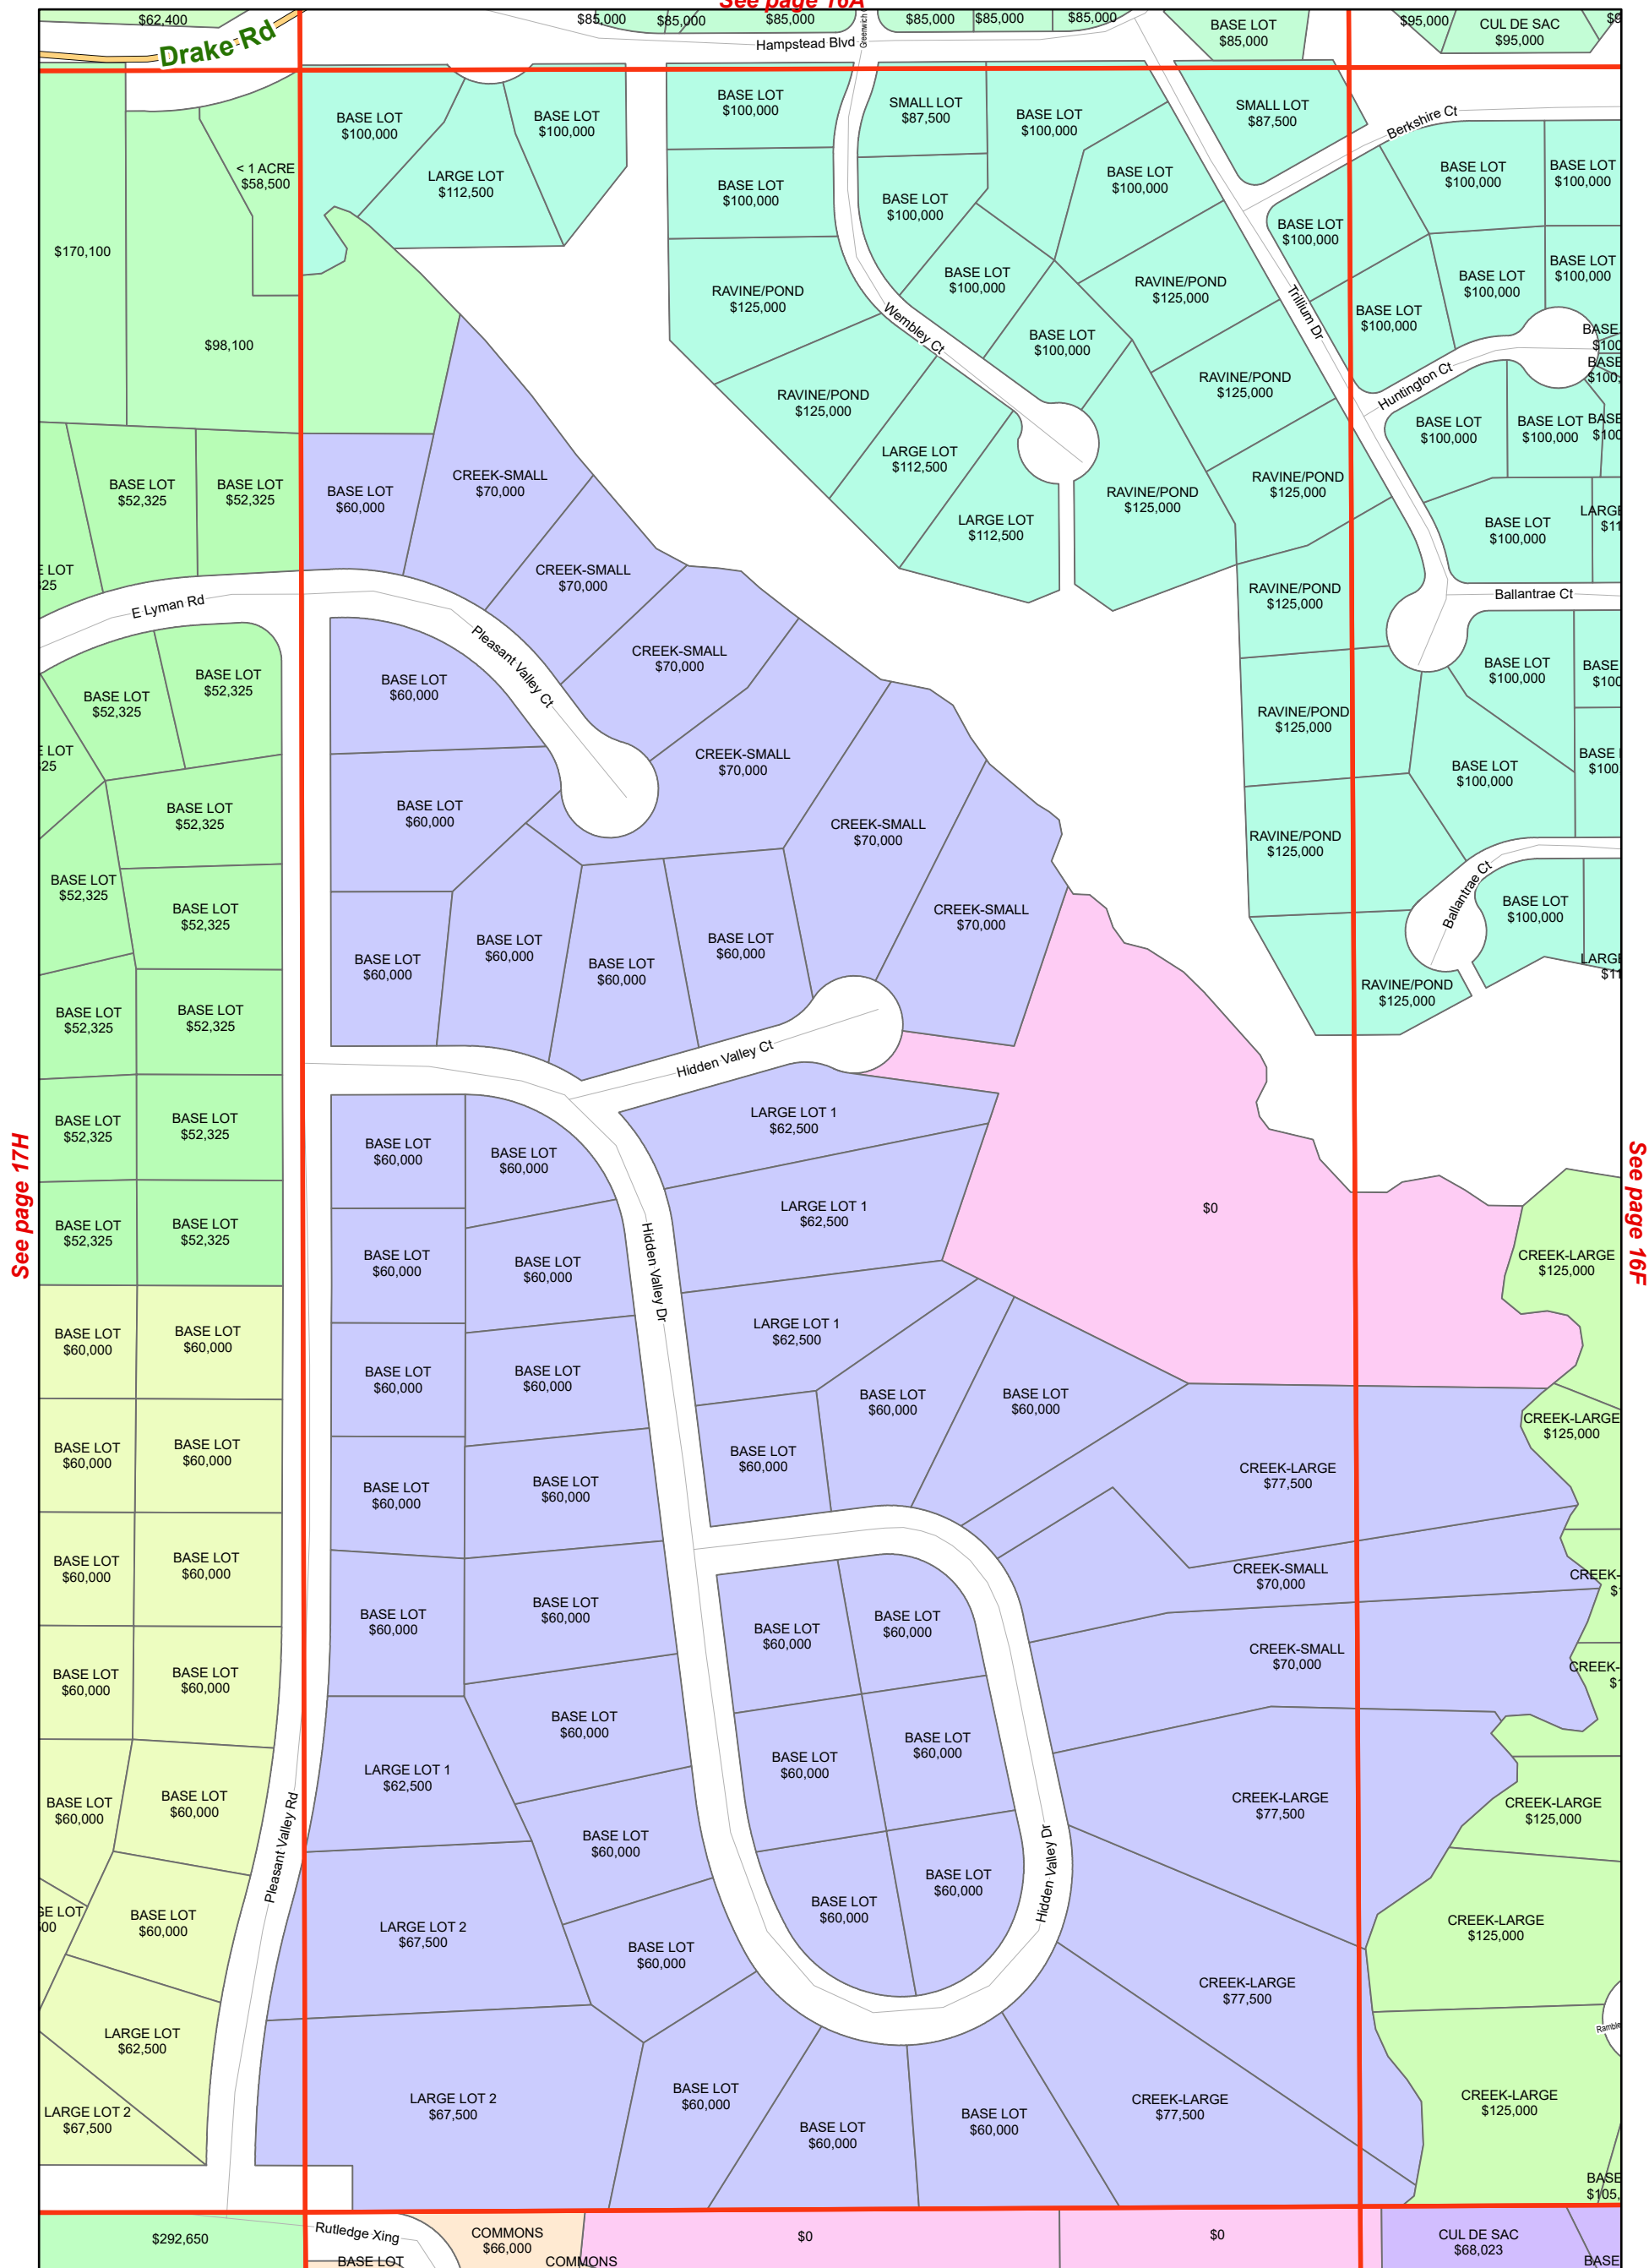 See page 16A
$62,400
Drake Rd
$85,000
$85,000
$85,000
$85,000
$85,000
$85,000
Hampstead Blvd
BASE LOT
$85,000
$95,000
CUL DE SAC
$95,000
BASE LOT
$100,000
LARGE LOT
$112,500
BASE LOT
$100,000
< 1 ACRE
$58,500
$170,100
$98,100
BASE LOT
$100,000
BASE LOT
$100,000
RAVINE/POND
$125,000
RAVINE/POND
$125,000
LARGE LOT
$112,500
LARGE LOT
$112,500
Wembley Ct
SMALL LOT
$87,500
BASE LOT
$100,000
BASE LOT
$100,000
BASE LOT
$100,000
BASE LOT
$100,000
BASE LOT
$100,000
RAVINE/POND
$125,000
RAVINE/POND
$125,000
RAVINE/POND
$125,000
RAVINE/POND
$125,000
Trillium Dr
SMALL LOT
$87,500
Berkshire Ct
BASE LOT
$100,000
BASE LOT
$100,000
BASE LOT
$100,000
BASE LOT
$100,000
BASE LOT
$100,000
BASE LOT
$100,000
Huntington Ct
BASE
BASE
BASE LOT
$100,000
BASE LOT
$100,000
BASE
BASE LOT
$100,000
Ballantrae Ct
RAVINE/POND
$125,000
RAVINE/POND
$125,000
RAVINE/POND
$125,000
RAVINE/POND
$125,000
BASE LOT
$100,000
BASE
BASE LOT
$100,000
BASE
Ballantrae Ct
BASE LOT
$100,000
BASE LOT
$52,325
BASE LOT
$52,325
BASE LOT
$60,000
CREEK-SMALL
$70,000
CREEK-SMALL
$70,000
CREEK-SMALL
$70,000
CREEK-SMALL
$70,000
CREEK-SMALL
$70,000
CREEK-SMALL
$70,000
E Lyman Rd
Pleasant Valley Ct
BASE LOT
$52,325
BASE LOT
$52,325
BASE LOT
$52,325
BASE LOT
$52,325
BASE LOT
$52,325
BASE LOT
$52,325
BASE LOT
$52,325
BASE LOT
$52,325
BASE LOT
$52,325
BASE LOT
$52,325
BASE LOT
$52,325
BASE LOT
$60,000
BASE LOT
$60,000
BASE LOT
$60,000
BASE LOT
$60,000
BASE LOT
$60,000
BASE LOT
$60,000
Hidden Valley Ct
See page 17H
See page 16F
LARGE LOT 1
$62,500
LARGE LOT 1
$62,500
LARGE LOT 1
$62,500
$0
CREEK-LARGE
$125,000
CREEK-LARGE
$125,000
BASE LOT
$60,000
BASE LOT
$60,000
BASE LOT
$60,000
BASE LOT
$60,000
BASE LOT
$60,000
BASE LOT
$60,000
BASE LOT
$60,000
BASE LOT
$60,000
BASE LOT
$60,000
BASE LOT
$60,000
Hidden Valley Dr
BASE LOT
$60,000
BASE LOT
$60,000
BASE LOT
$60,000
BASE LOT
$60,000
BASE LOT
$60,000
BASE LOT
$60,000
BASE LOT
$60,000
BASE LOT
$60,000
BASE LOT
$60,000
BASE LOT
$60,000
BASE LOT
$60,000
LARGE LOT
$62,500
LARGE LOT 2
$67,500
Pleasant Valley Rd
BASE LOT
$60,000
BASE LOT
$60,000
BASE LOT
$60,000
CREEK-LARGE
$77,500
CREEK-SMALL
$70,000
CREEK-SMALL
$70,000
CREEK-LARGE
$77,500
CREEK-LARGE
$77,500
CREEK-LARGE
$77,500
BASE LOT
$60,000
BASE LOT
$60,000
BASE LOT
$60,000
BASE LOT
$60,000
BASE LOT
$60,000
BASE LOT
$60,000
Hidden Valley Dr
LARGE LOT 1
$62,500
LARGE LOT 2
$67,500
LARGE LOT 2
$67,500
BASE LOT
$60,000
BASE LOT
$60,000
BASE LOT
$60,000
BASE LOT
$60,000
BASE LOT
$60,000
BASE LOT
$60,000
CREEK-LARGE
$125,000
CREEK-LARGE
$125,000
CREEK-LARGE
$125,000
BASE
$105,
$292,650
Rutledge Xing
BASE LOT
COMMONS
$66,000
COMMONS
$0
$0
CUL DE SAC
$68,023
BASE